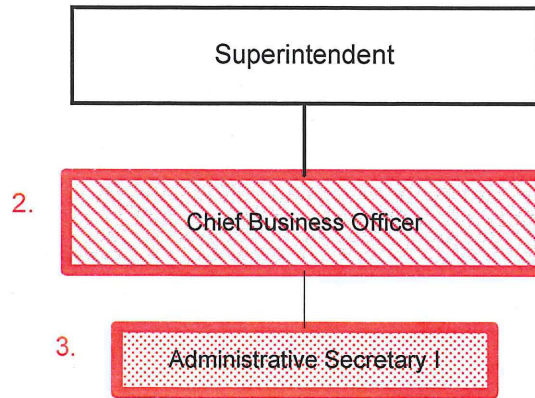 Superintendent
2. Chief Business Officer
3. Administrative Secretary I